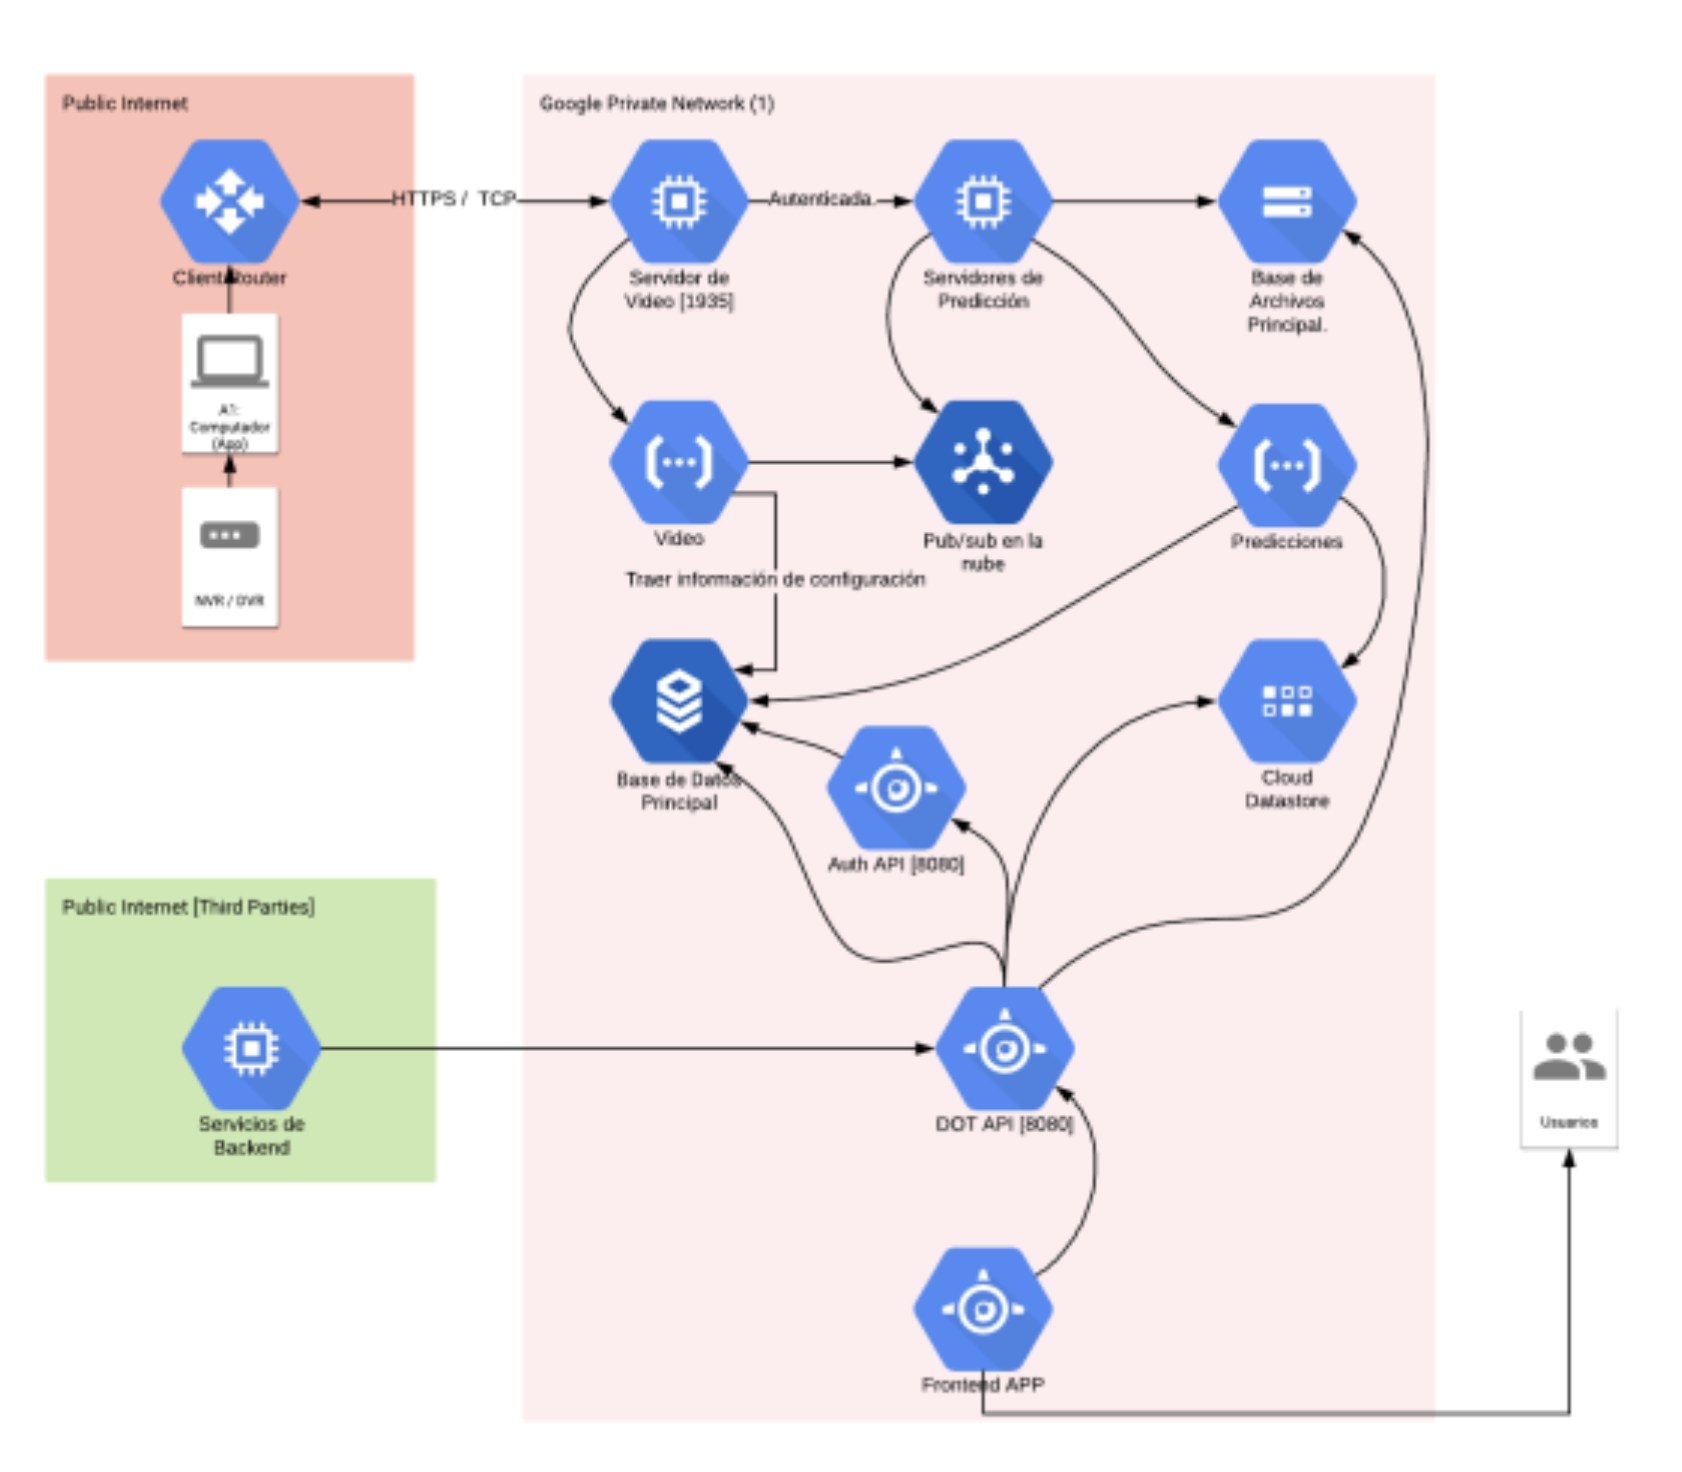 Public Internet
Google Private Network (1)
HTTPS / TCP
Autenticada.
Client Router
Servidor de
Video [1935]
Servidores de
Predicción
Base de
Archivos
Principal.
A1:
Computador
(App)
Video
Pub/sub en la
nube
Predicciones
Traer información de configuración
NVR / DVR
Base de Datos
Principal
Cloud
Datastore
Auth API [8080]
Public Internet [Third Parties]
Servicios de
Backend
DOT API [8080]
Usuarios
Frontend APP